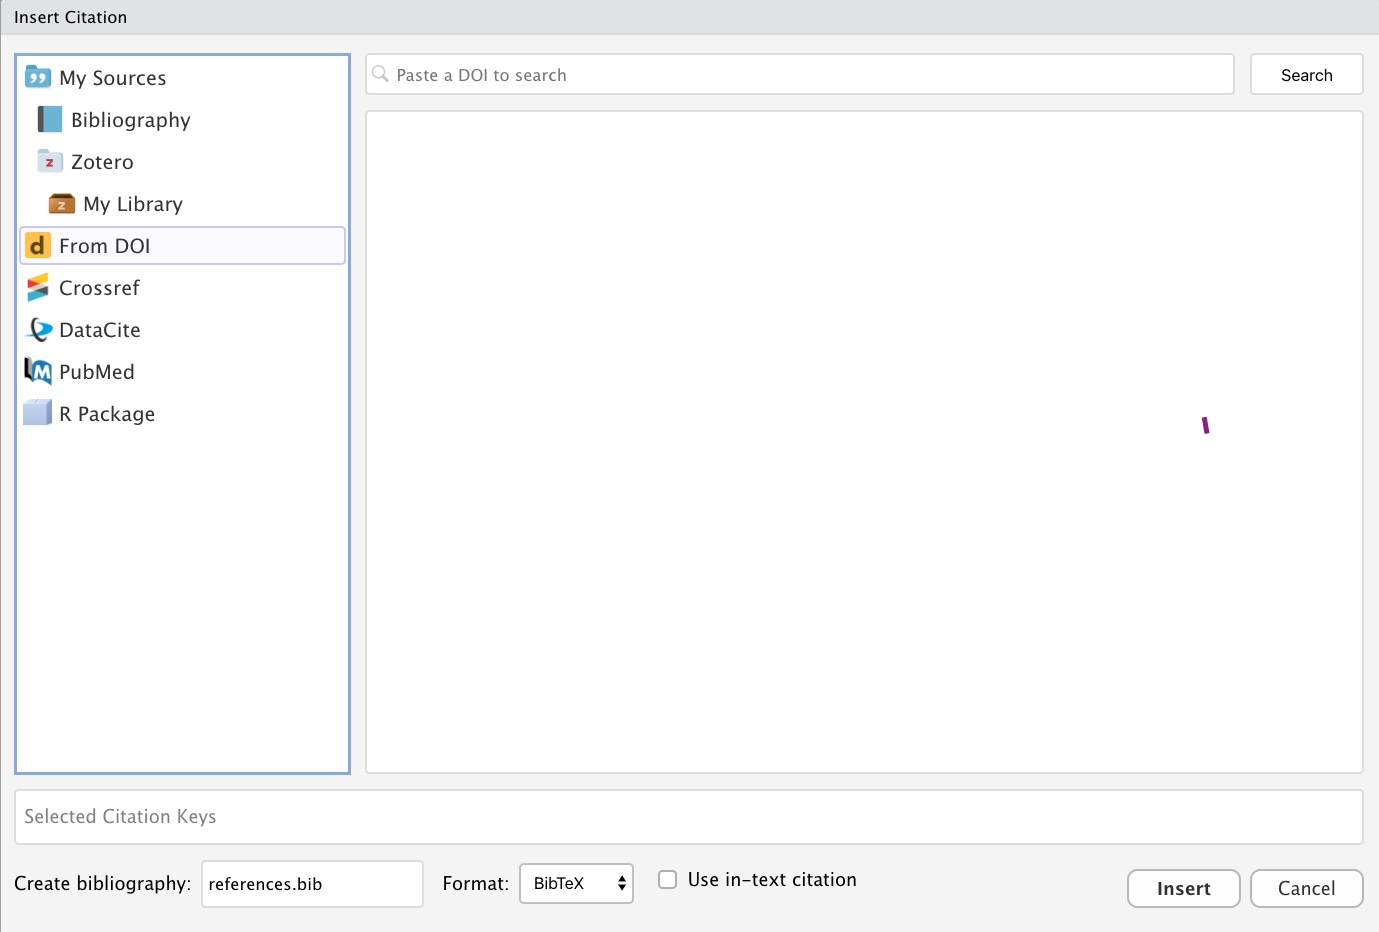 Insert Citation
My Sources
Bibliography
Zotero
My Library
From DOI
Crossref
DataCite
PubMed
R Package
Paste a DOI to search
Search
Selected Citation Keys
Create bibliography: references.bib Format: BibTeX Use in-text citation
Insert Cancel